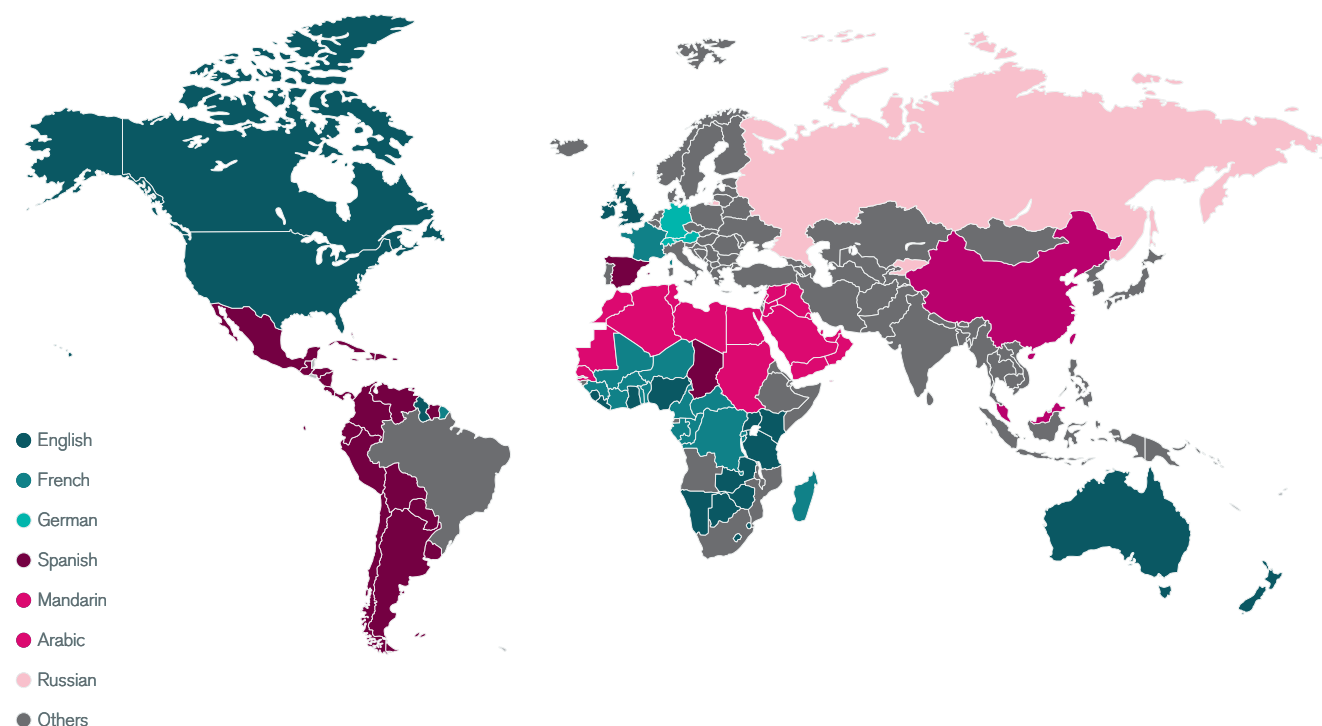 English
French
German
Spanish
Mandarin
Arabic
Russian
Others